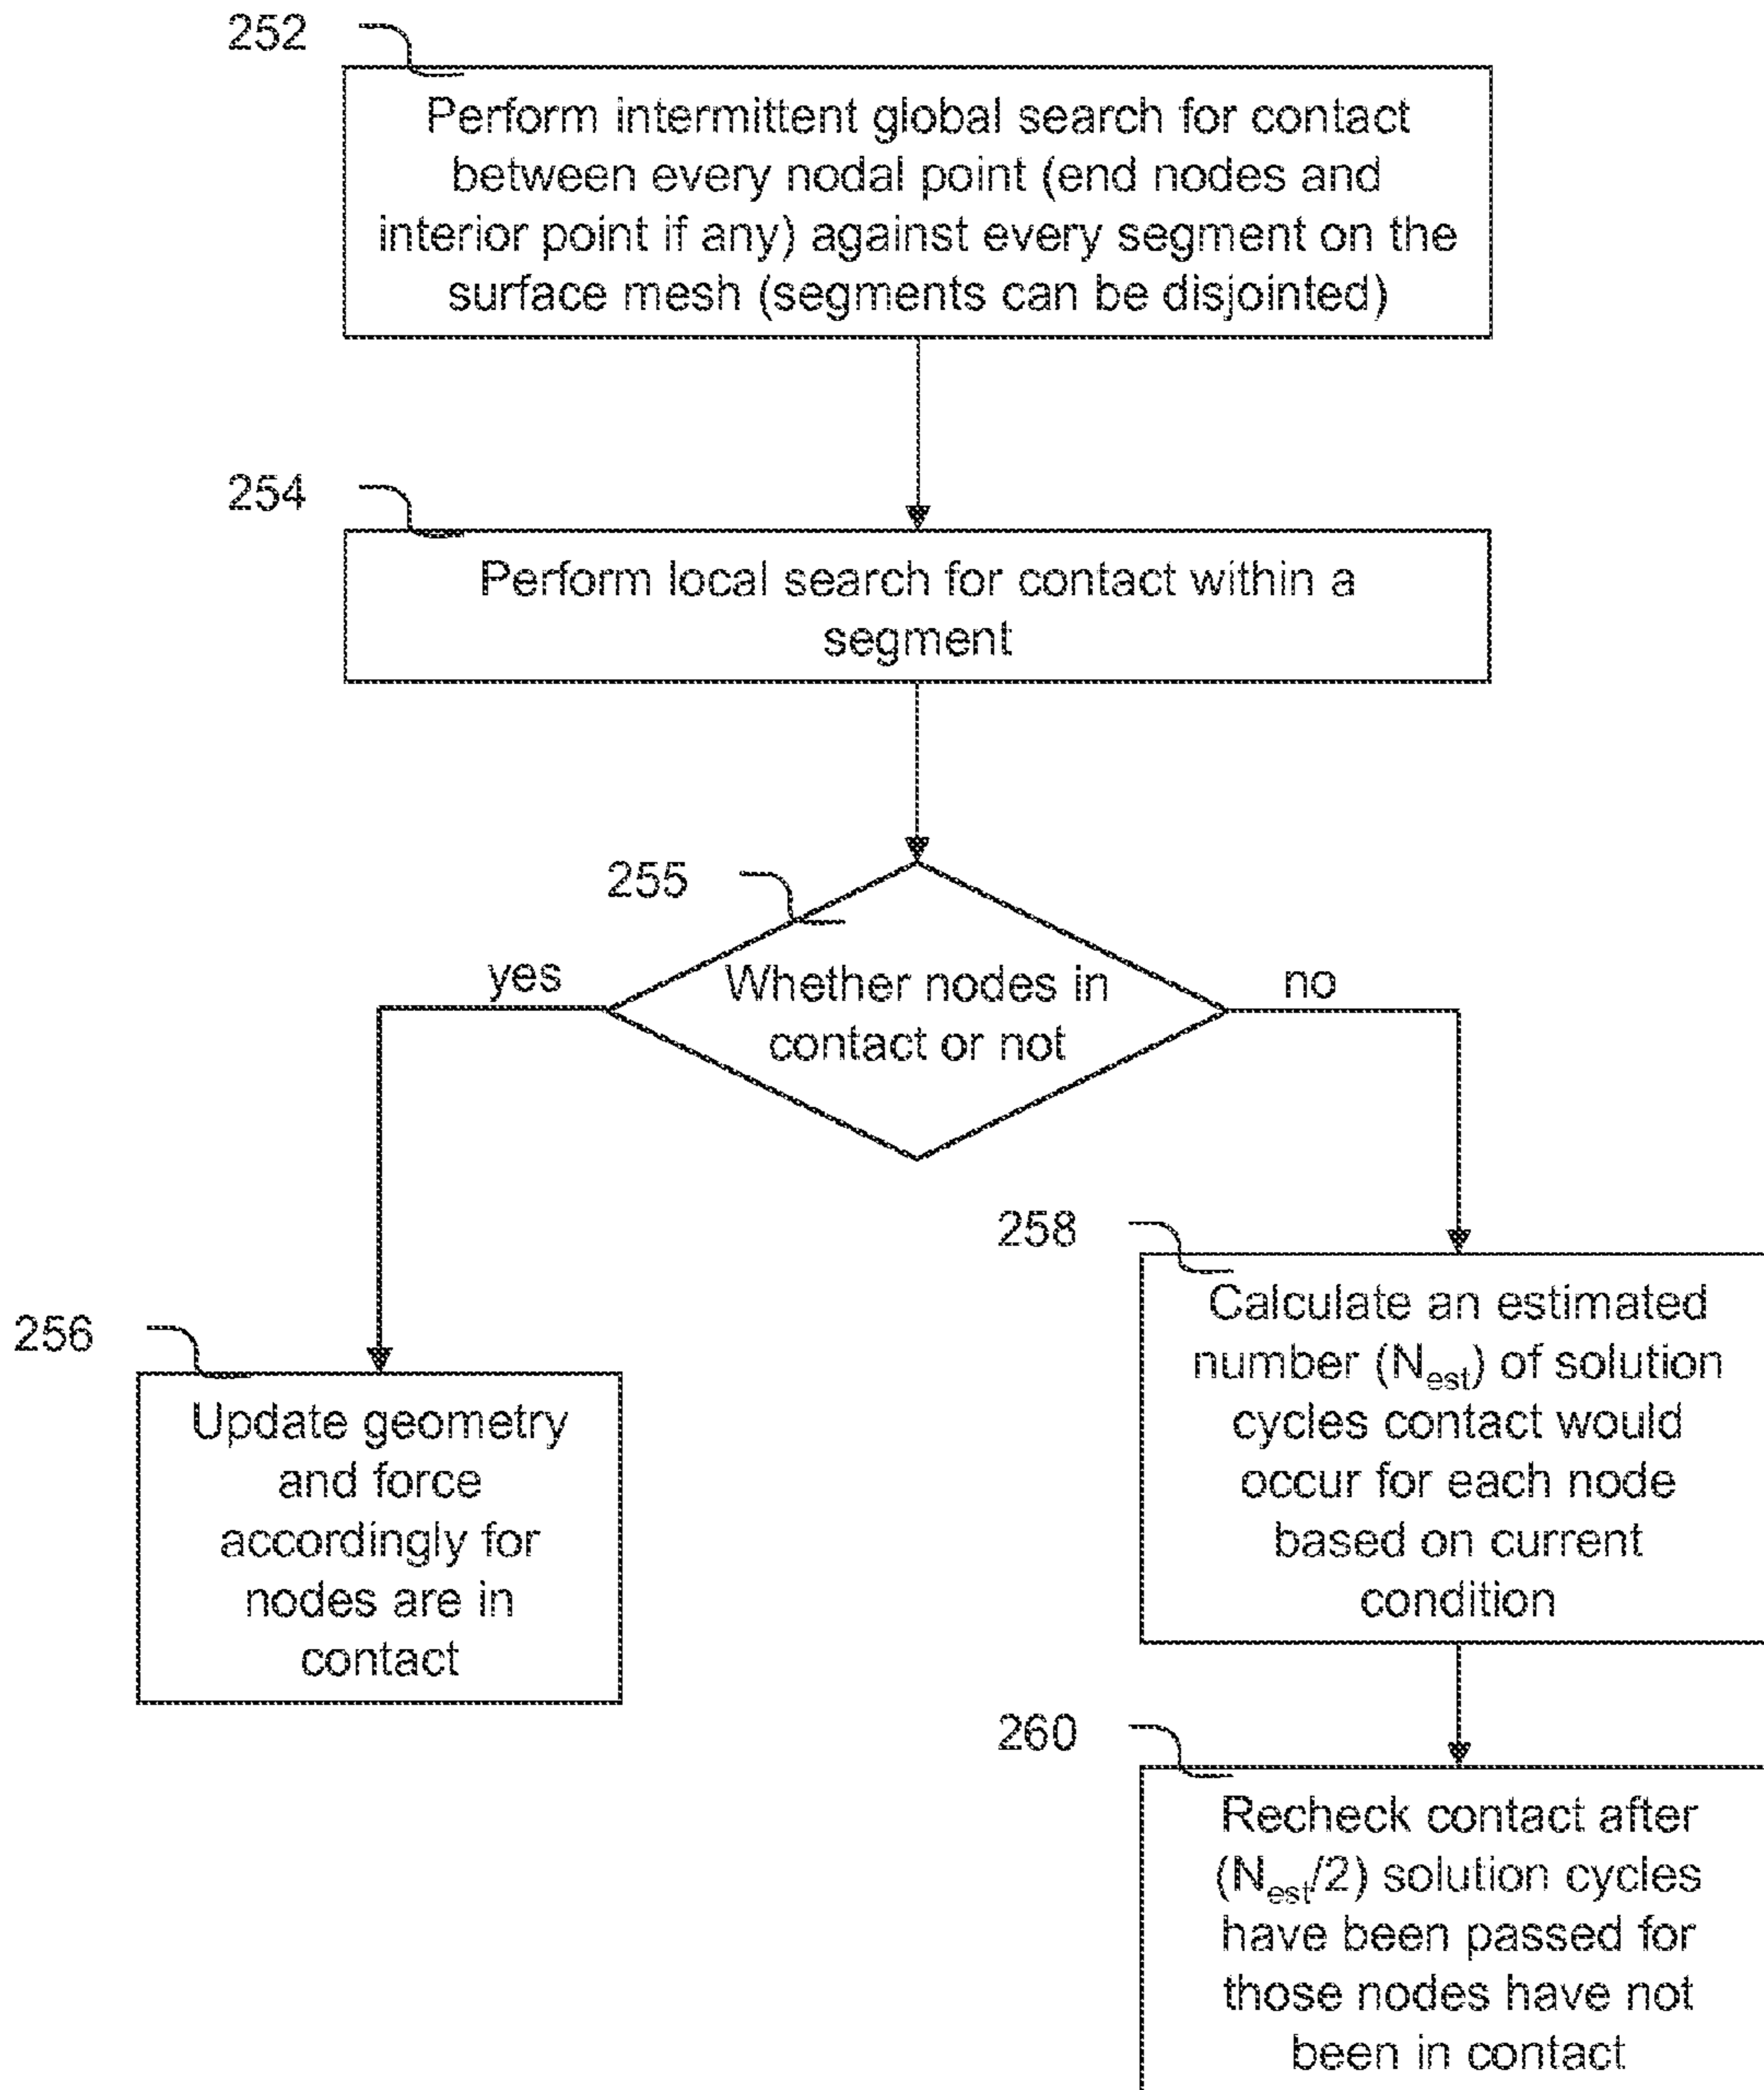 252
Perform intermittent global search for contact
between every nodal point (end nodes and
interior point if any) against every segment on the
surface mesh (segments can be disjointed)
254
Perform local search for contact within a
segment
255
yes
Whether nodes in
contact or not
no
256
Update geometry
and force
accordingly for
nodes are in
contact
258
Calculate an estimated
number (Nest) of solution
cycles contact would
occur for each node
based on current
condition
260
Recheck contact after
(Nest/2) solution cycles
have been passed for
those nodes have not
been in contact